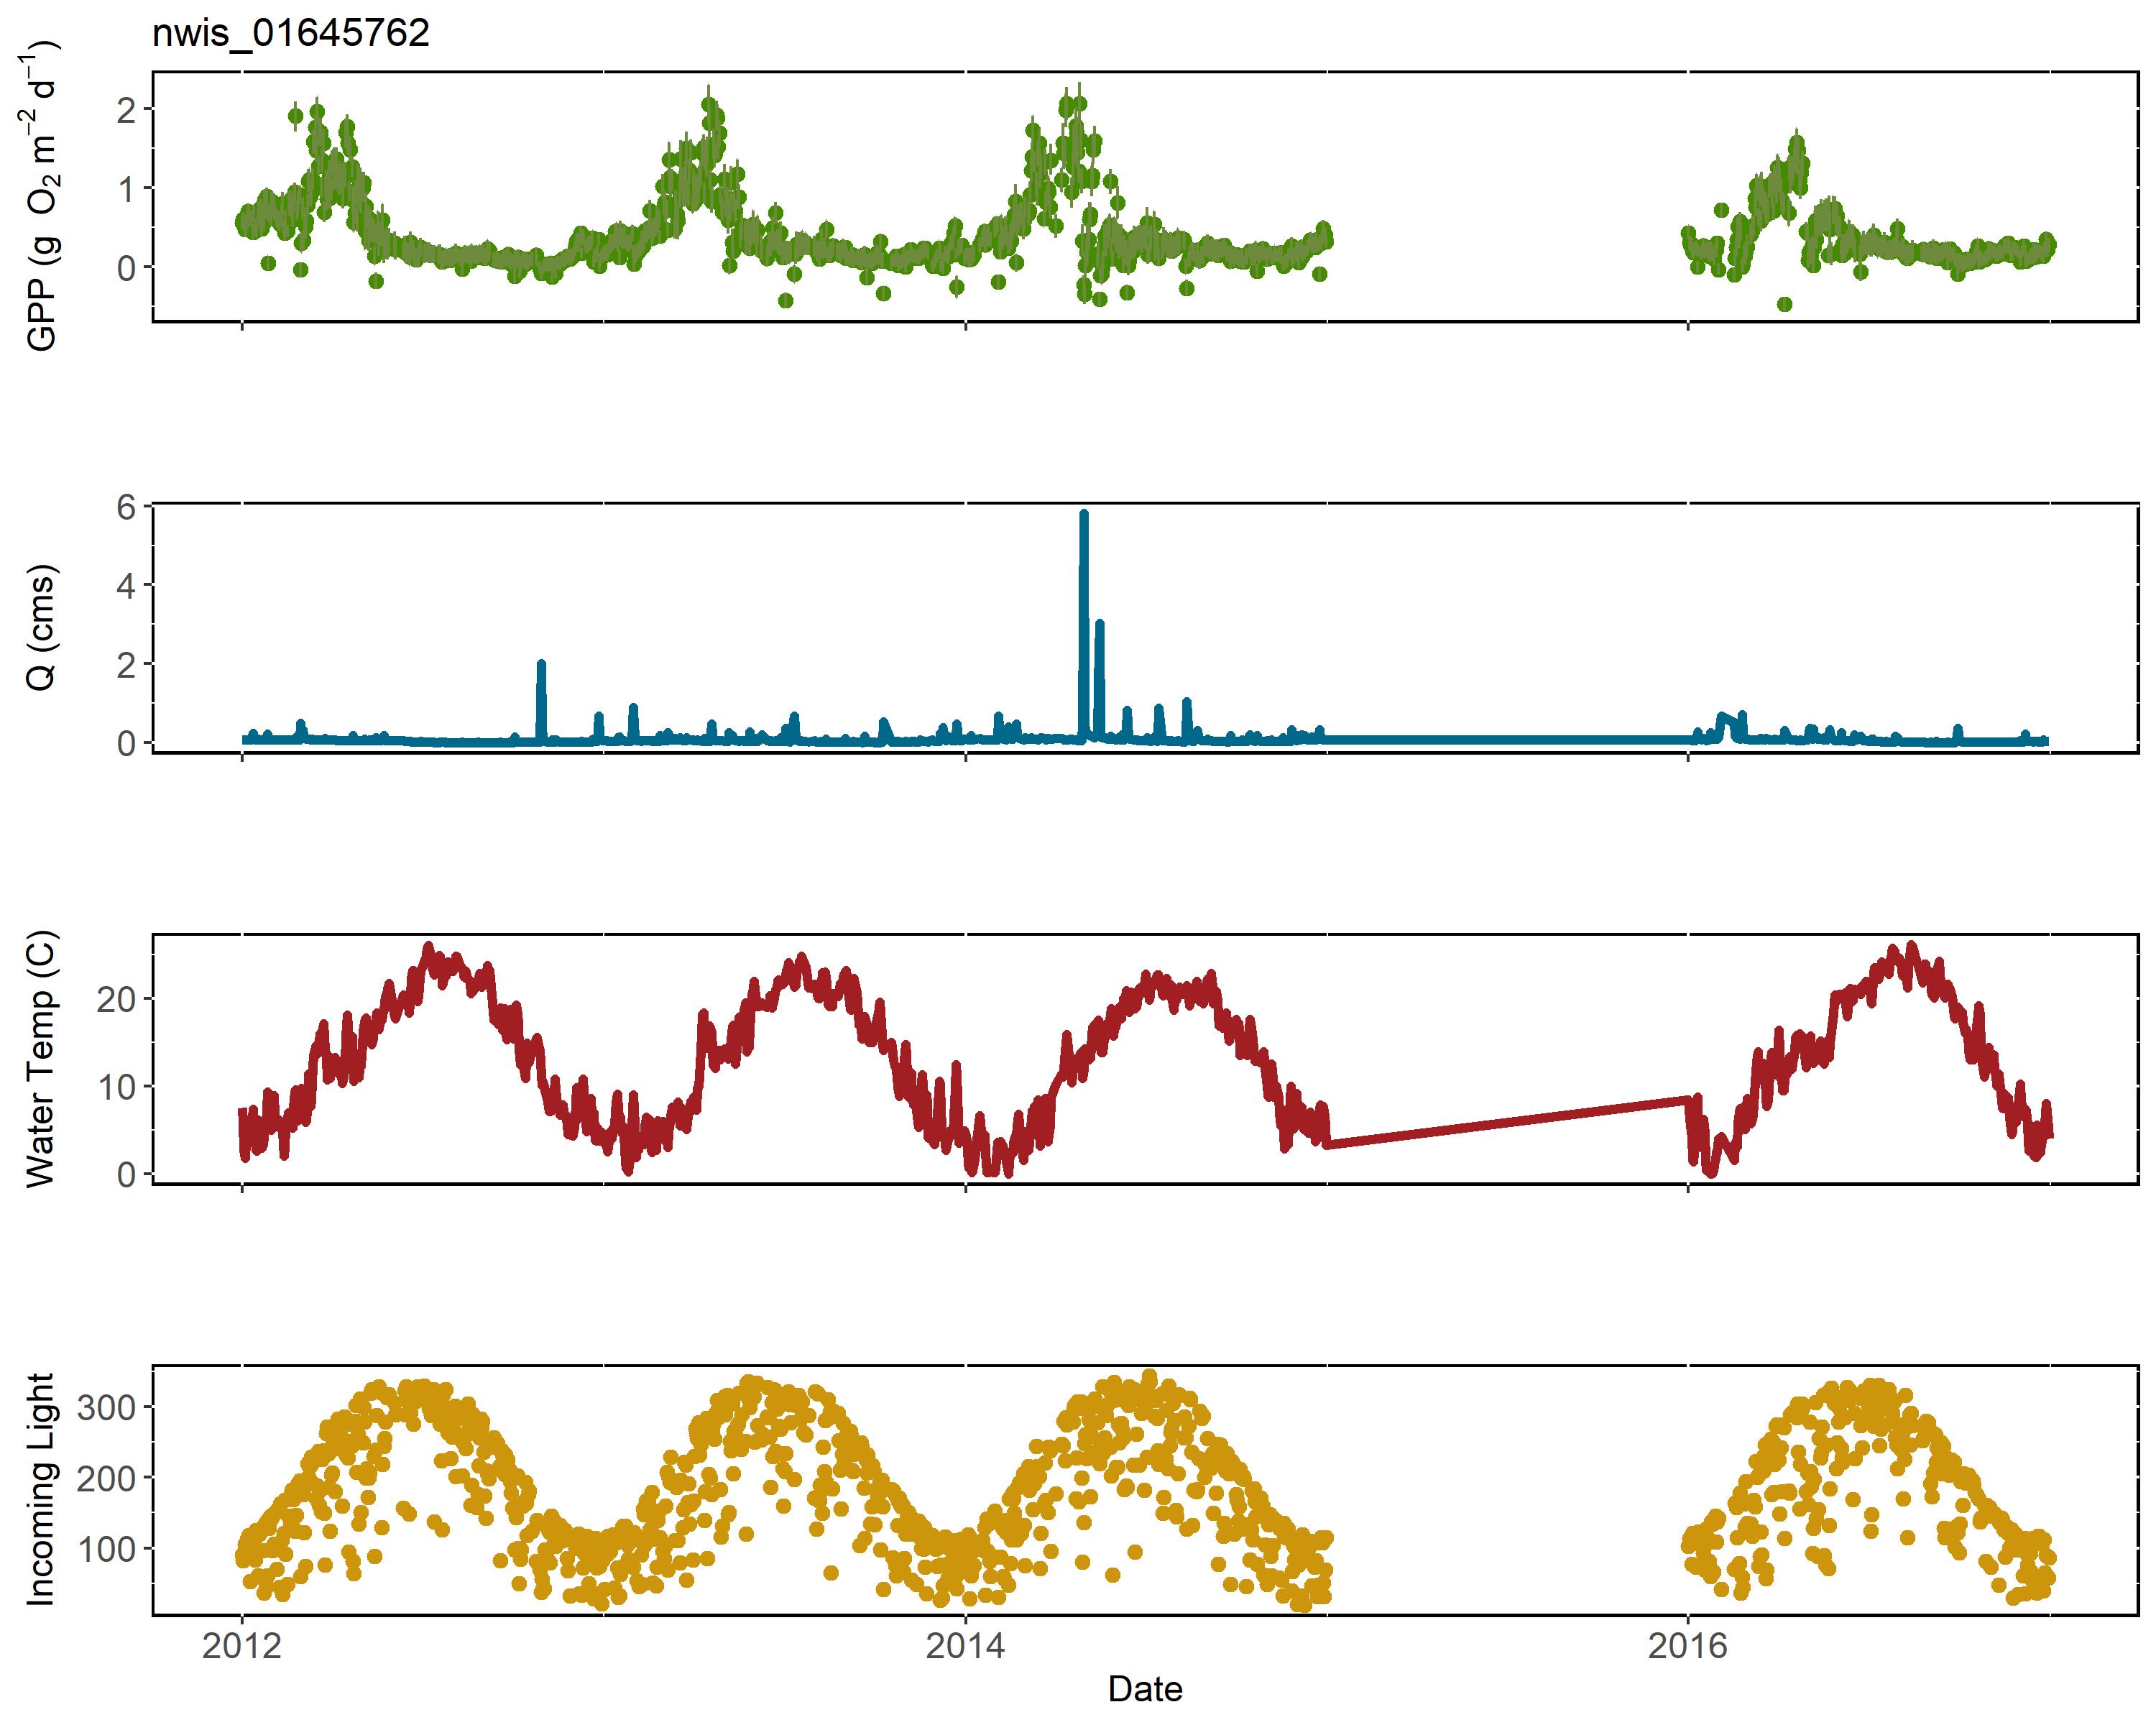 nwis_01645762
GPP (g O₂ m⁻² d⁻¹)
2
1
0
Q (cms)
6
4
2
0
Water Temp (C)
20
10
0
Incoming Light
300
200
100
2012 2014 2016
Date